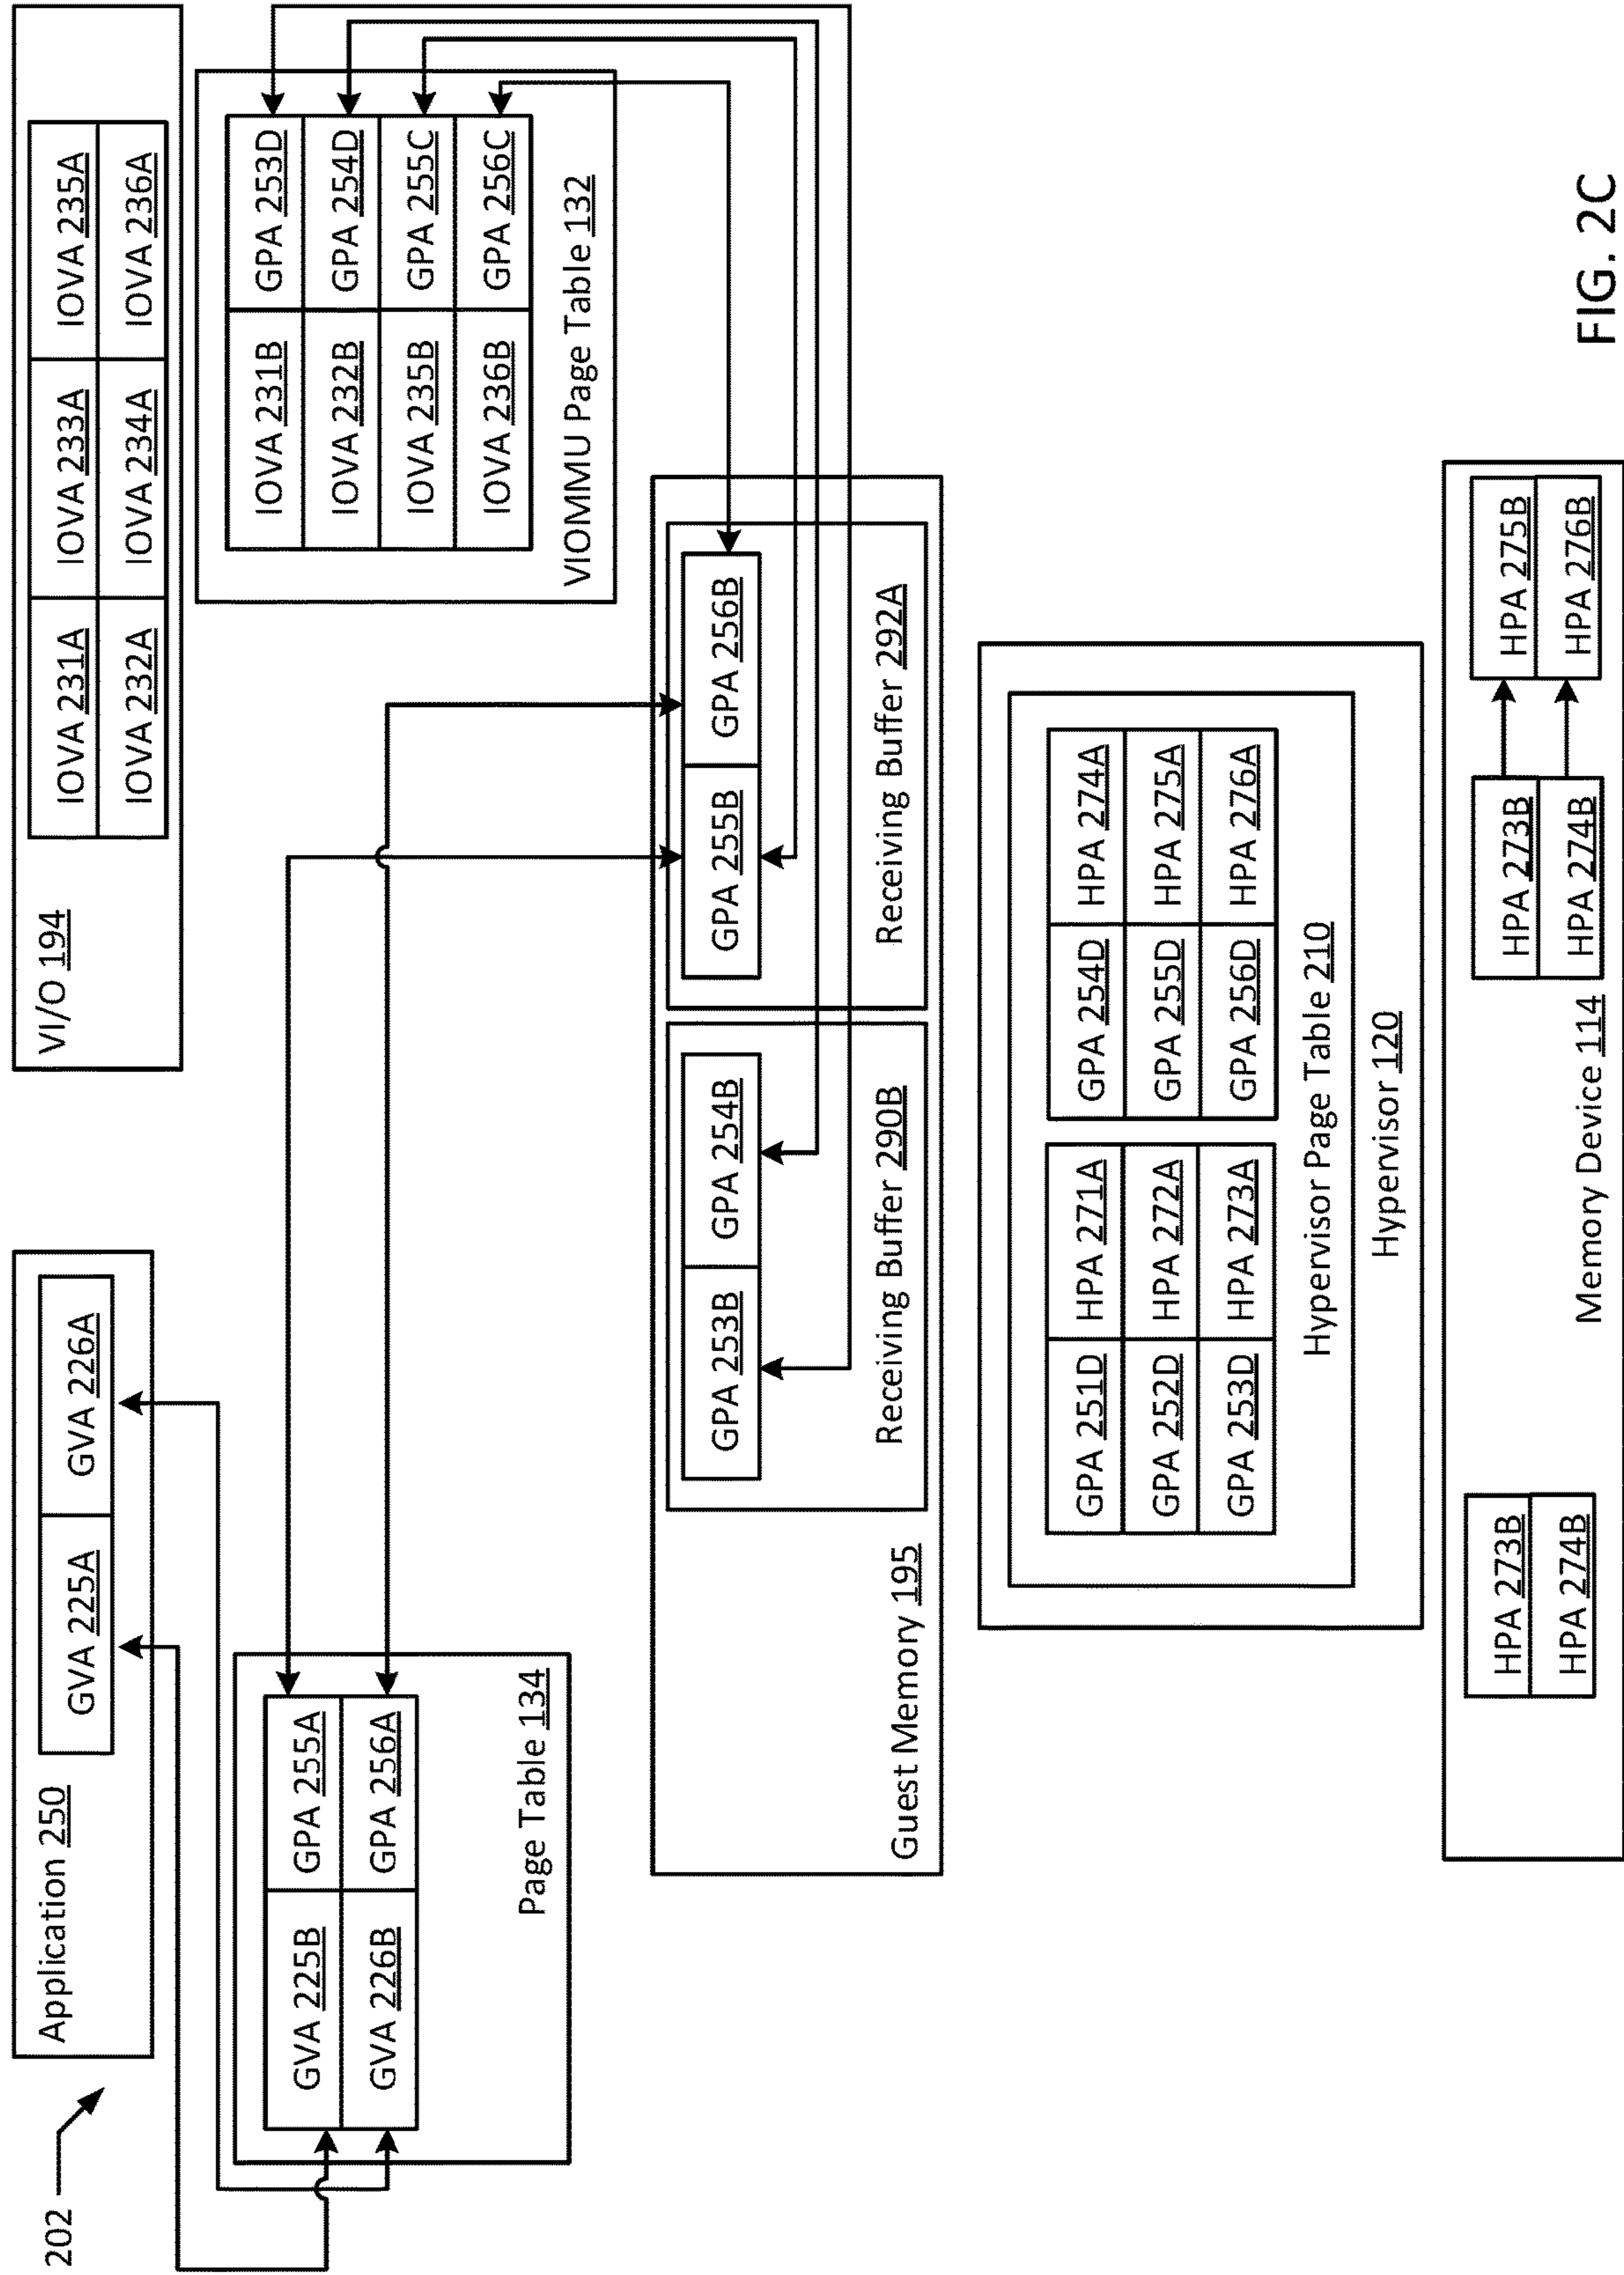 202
Application 250
GVA 225A GVA 226A
VI/O 194
IOVA 231A IOVA 233A IOVA 235A
IOVA 232A IOVA 234A IOVA 236A
GVA 225B GPA 255A
GVA 226B GPA 256A
Page Table 134
IOVA 231B GPA 253D
IOVA 232B GPA 254D
IOVA 235B GPA 255C
IOVA 236B GPA 256C
VIOMMU Page Table 132
GPA 253B GPA 254B
Receiving Buffer 290B
GPA 255B GPA 256B
Receiving Buffer 292A
Guest Memory 195
GPA 251D HPA 271A
GPA 252D HPA 272A
GPA 253D HPA 273A
GPA 254D HPA 274A
GPA 255D HPA 275A
GPA 256D HPA 276A
Hypervisor Page Table 210
Hypervisor 120
HPA 273B
HPA 274B
HPA 273B
HPA 274B
HPA 275B
HPA 276B
Memory Device 114
FIG. 2C